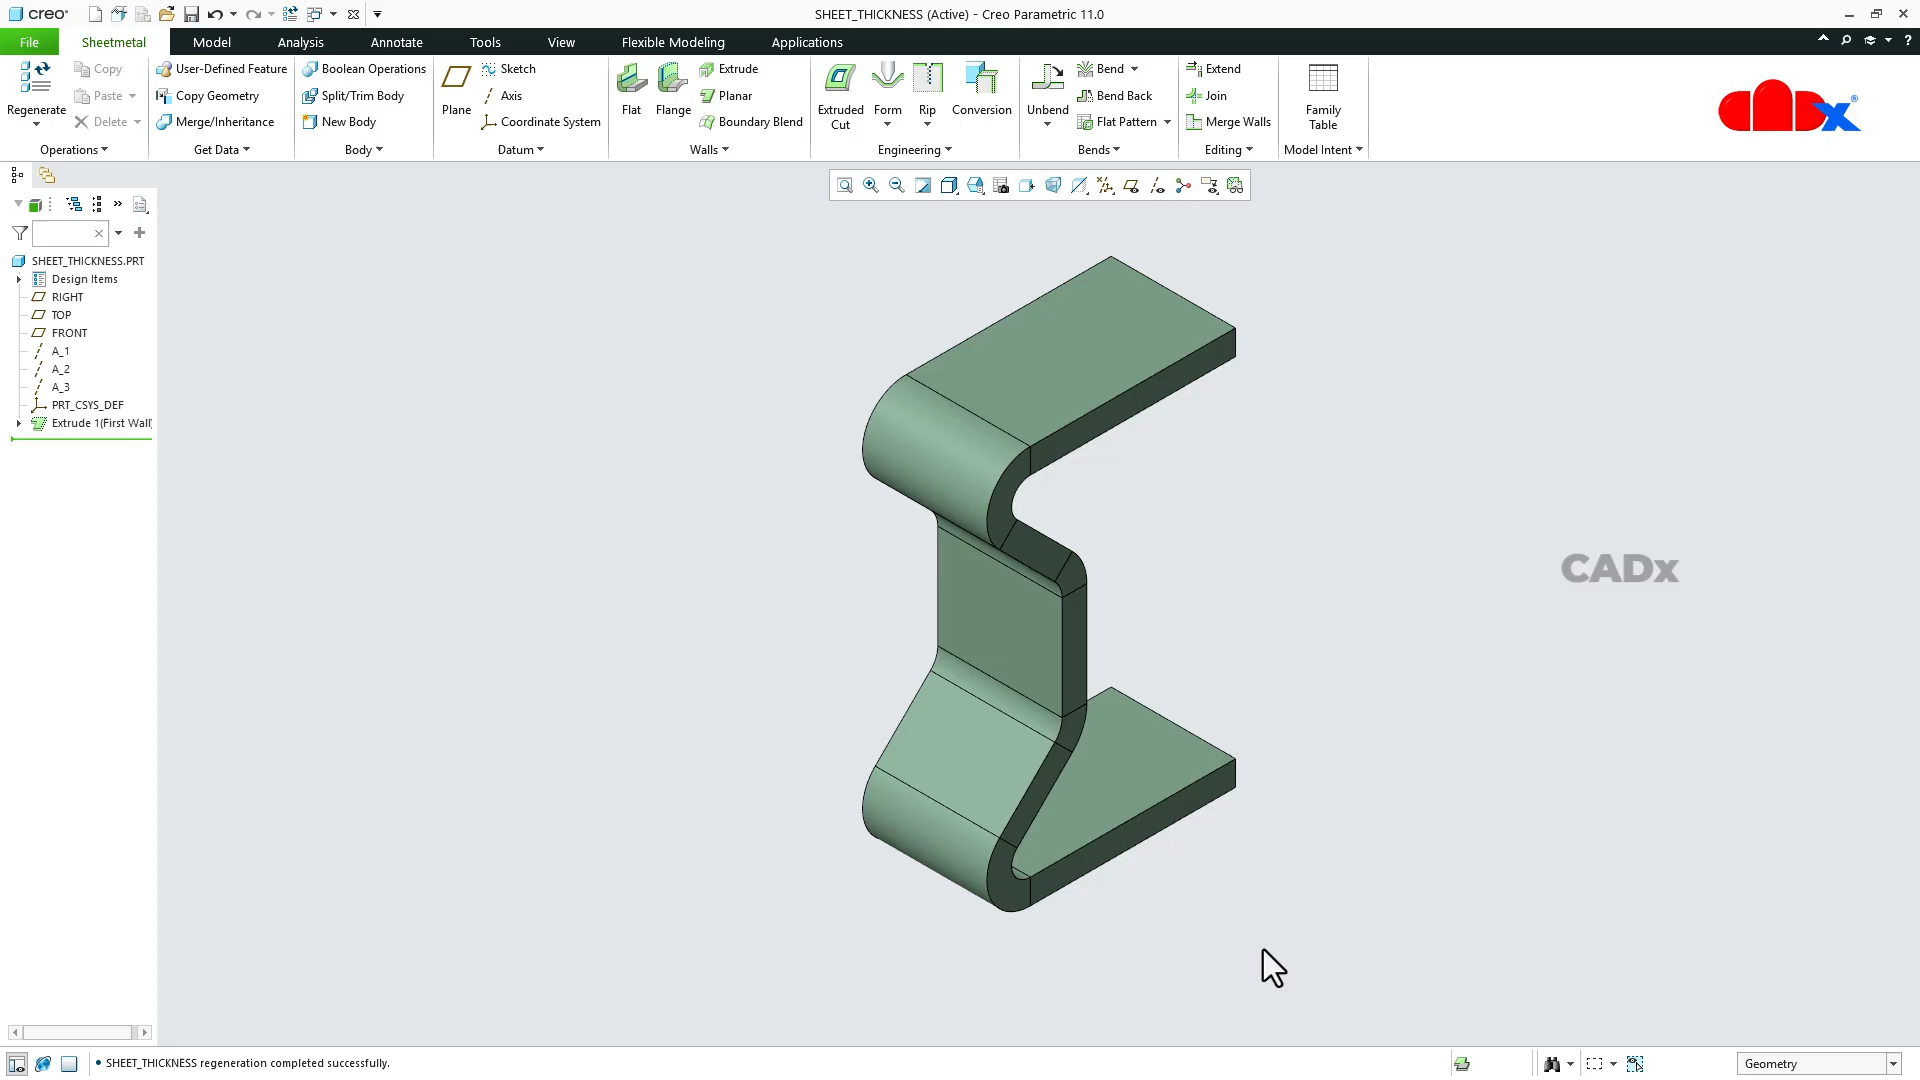 creo®
SHEET_THICKNESS (Active) - Creo Parametric 11.0
File Sheetmetal Model Analysis Annotate Tools View Flexible Modeling Applications
Regenerate
Copy
Paste
Delete
Operations
User-Defined Feature
Copy Geometry
Merge/Inheritance
Get Data
Boolean Operations
Split/Trim Body
New Body
Body
Plane
Sketch
Axis
Coordinate System
Datum
Flat
Flange
Extrude
Planar
Boundary Blend
Walls
Extruded
Cut
Form
Rip
Conversion
Engineering
Unbend
Bend
Bend Back
Flat Pattern
Bends
Extend
Join
Merge Walls
Editing
Family
Table
Model Intent
CADx®
SHEET_THICKNESS.PRT
Design Items
RIGHT
TOP
FRONT
A_1
A_2
A_3
PRT_CSYS_DEF
Extrude 1(First Wall)
CADx
• SHEET_THICKNESS regeneration completed successfully.
Geometry